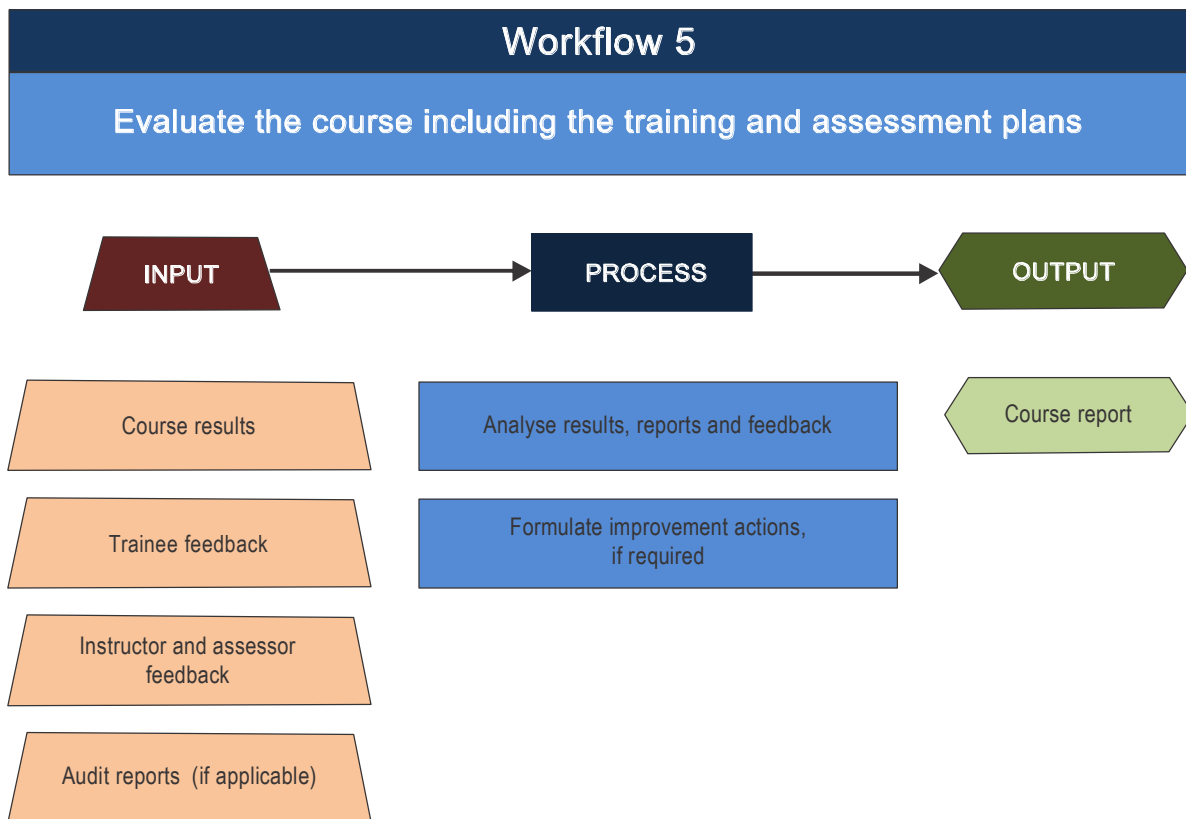 Workflow 5
Evaluate the course including the training and assessment plans
INPUT
PROCESS
OUTPUT
Course results
Analyse results, reports and feedback
Course report
Trainee feedback
Formulate improvement actions,
if required
Instructor and assessor
feedback
Audit reports (if applicable)